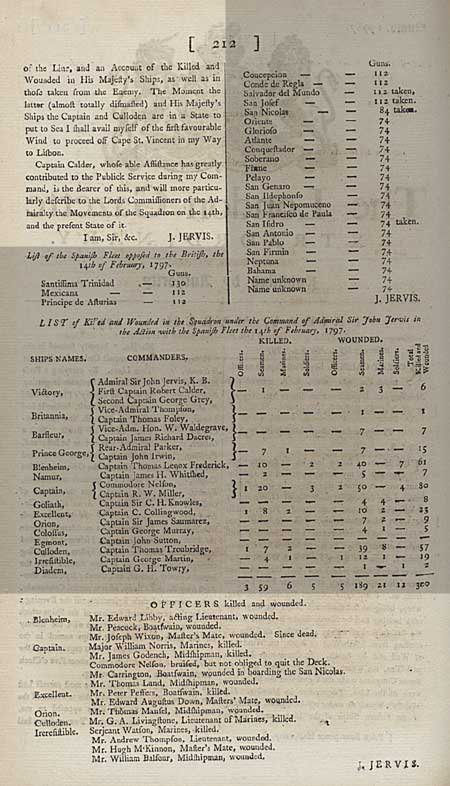 [ 212 ]
of the Line, and an Account of the Killed and
Wounded in His Majeſty's Ships, as well as in
thoſe taken from the Enemy. The Moment the
latter (almoſt totally diſmaſted) and His Majeſty's
Ships the Captain and Culloden are in a State to
put to Sea I ſhall avail myſelf of the firſt favourable
Wind to proceed off Cape St. Vincent in my Way
to Liſbon.
Captain Calder, whoſe able Aſſiſtance has greatly
contributed to the Publick Service during my Com-
mand, is the Bearer of this, and will more particu-
larly deſcribe to the Lords Commiſſioners of the Ad-
miralty the Movements of the Squadron on the 14th,
and the preſent State of it.
I am, Sir, &c. J. JERVIS.
Liſt of the Spaniſh Fleet oppoſed to the Britiſh, the
14th of February, 1797.
Guns.
Santiſſima Trinidad — 130
Mexicana — 112
Principe de Aſturias — 112
Guns.
Concepcion — — 112
Conde de Regla — — 112
Salvador del Mundo — 112 taken.
San Joſef — — 112 taken.
San Nicolas — — 84 taken.
Oriente — — 74
Glorioſo — — 74
Atlante — — 74
Conqueſtador — — 74
Soberano — — 74
Firme — — 74
Pelayo — — 74
San Genaro — — 74
San Ildephonſo — 74
San Juan Nepomuceno — 74
San Franciſco de Paula — 74
San Iſidro — — 74 taken.
San Antonio — — 74
San Pablo — — 74
San Firmin — — 74
Neptuna — — 74
Bahama — — 74
Name unknown — 74
Name unknown — 74
J. JERVIS.
LIST of Kill'ed and Wounded in the Squadron under the Command of Admiral Sir John Jervis in
the Action with the Spaniſh Fleet the 14th of February, 1797.
KILLED. WOUNDED.
SHIPS NAMES. COMMANDERS. Officers. Seamen. Marines. Soldiers. Officers. Seamen. Marines. Soldiers. Total Killed and Wounded
Admiral Sir John Jervis, K. B.
Victory, Firſt Captain Robert Calder, — 1 — — — 2 3 — 6
Second Captain George Grey,
Britannia, Vice-Admiral Thompſon, — — — — — 1 — — 1
Captain Thomas Foley,
Barfleur, Vice-Adm. Hon. W. Waldegrave, — — — — — 7 — — 7
Captain James Richard Dacres,
Prince George, Rear-Admiral Parker, — 7 1 — — 7 — — 15
Captain John Irwin,
Blenheim, Captain Thomas Lenox Frederick, — 10 — 2 2 40 — 7 61
Namur, Captain James H. Whitſhed, — 2 — — — 5 — — 7
Captain, Commodore Nelſon, 1 20 — 3 2 50 — 4 80
Captain R. W. Miller,
Goliath, Captain Sir C. H. Knowles, — — — — — 4 4 — 8
Excellent, Captain C. Collingwood, 1 8 2 — — 10 2 — 23
Orion, Captain Sir James Saumarez, — — — — — 7 2 — 9
Coloſſus, Captain George Murray, — — — — — 4 1 — 5
Egmont, Captain John Sutton, — — — — — — — — —
Culloden, Captain Thomas Troubridge, 1 7 2 — — 39 8 — 57
Irreſiſtible, Captain George Martin, — 4 1 — 1 12 1 — 19
Diadem, Captain G. H. Towry, — — — — — 1 — 1 2
3 59 6 5 5 189 21 12 300
OFFICERS killed and wounded.
Blenheim, Mr. Edward Libby, acting Lieutenant, wounded.
Mr. Peacock, Boatſwain, wounded.
Mr. Joſeph Wixon, Maſter's Mate, wounded. Since dead.
Captain. Major William Norris, Marines, killed.
Mr. James Godench, Midſhipman, killed.
Commodore Nelſon, bruiſed, but not obliged to quit the Deck.
Mr. Carrington, Boatſwain, wounded in boarding the San Nicolas.
Mr. Thomas Lund, Midſhipman, wounded.
Excellent. Mr. Peter Peffers, Boatſwain, killed.
Mr. Edward Auguſtus Down, Maſters' Mate, wounded.
Orion. Mr. Thomas Manſel, Midſhipman, wounded.
Culloden. Mr. G. A. Livingſtone, Lieutenant of Marines, killed.
Irreſiſtible. Serjeant Watſon, Marines, killed.
Mr. Andrew Thompſon, Lieutenant, wounded.
Mr. Hugh M'Kinnon, Maſter's Mate, wounded.
Mr. William Balfour, Midſhipman, wounded.
J. JERVIS.